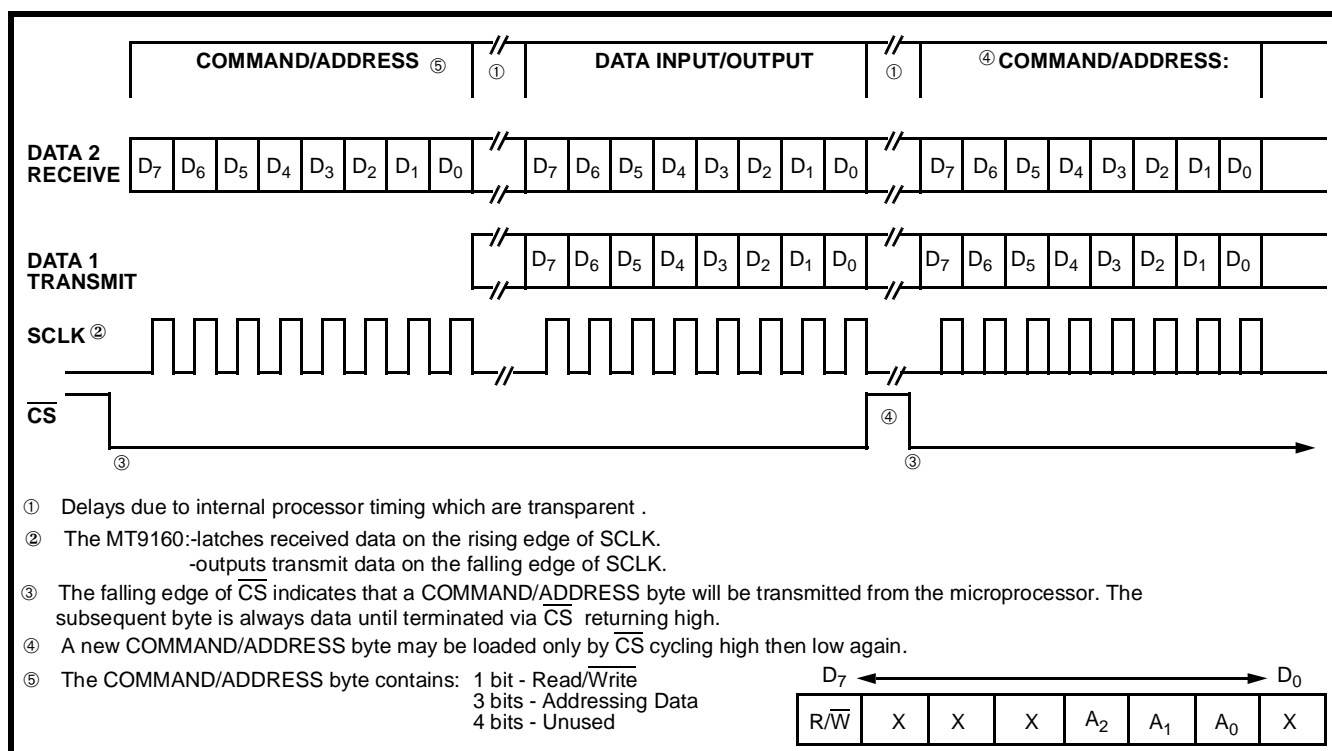 COMMAND/ADDRESS ⑤ ① DATA INPUT/OUTPUT ① ④ COMMAND/ADDRESS:
DATA 2
RECEIVE
D₇ D₆ D₅ D₄ D₃ D₂ D₁ D₀ D₇ D₆ D₅ D₄ D₃ D₂ D₁ D₀ D₇ D₆ D₅ D₄ D₃ D₂ D₁ D₀
DATA 1
TRANSMIT
D₇ D₆ D₅ D₄ D₃ D₂ D₁ D₀ D₇ D₆ D₅ D₄ D₃ D₂ D₁ D₀
SCLK ②
C̅S̅ ④
③ ③
① Delays due to internal processor timing which are transparent .
② The MT9160:-latches received data on the rising edge of SCLK.
-outputs transmit data on the falling edge of SCLK.
③ The falling edge of C̅S̅ indicates that a COMMAND/ADDRESS byte will be transmitted from the microprocessor. The
subsequent byte is always data until terminated via C̅S̅ returning high.
④ A new COMMAND/ADDRESS byte may be loaded only by C̅S̅ cycling high then low again.
⑤ The COMMAND/ADDRESS byte contains: 1 bit - Read/W̅r̅i̅t̅e̅
3 bits - Addressing Data
4 bits - Unused
D₇ D₀
R/W̅ X X X A₂ A₁ A₀ X